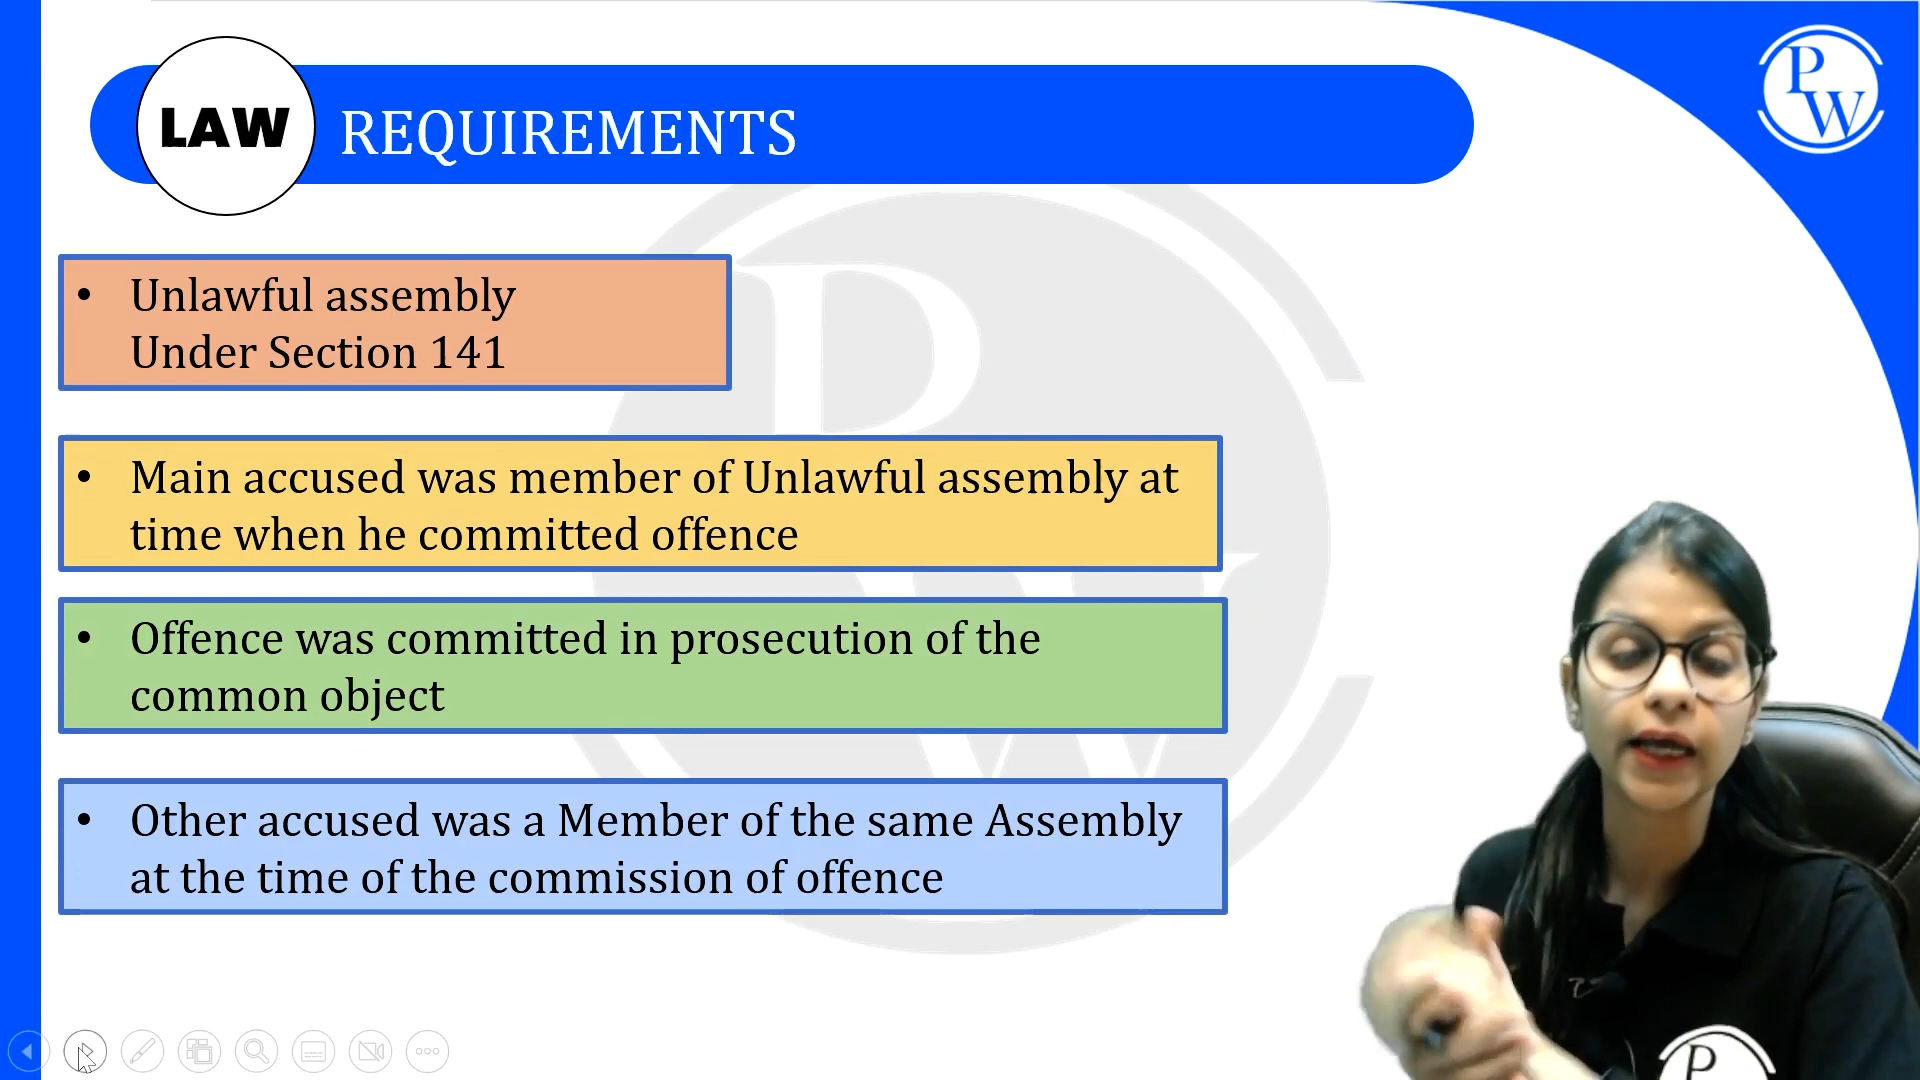 LAW REQUIREMENTS
PW
• Unlawful assembly
Under Section 141
• Main accused was member of Unlawful assembly at
time when he committed offence
• Offence was committed in prosecution of the
common object
• Other accused was a Member of the same Assembly
at the time of the commission of offence
P